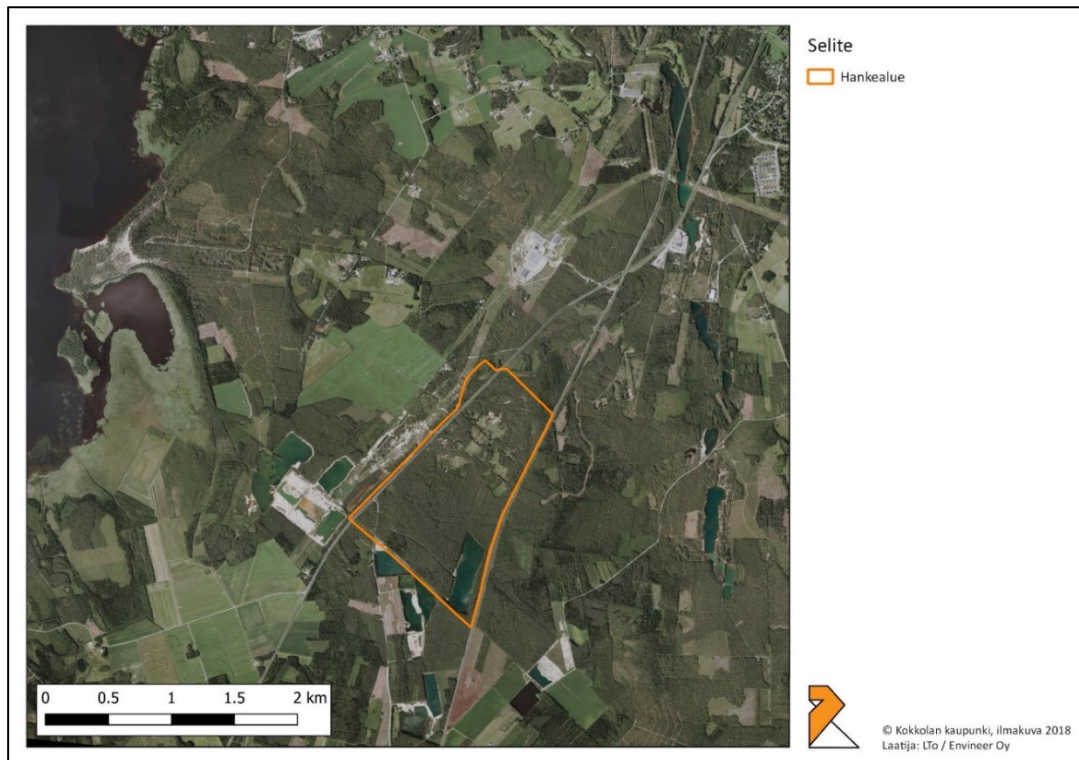 Selite
Hankealue
0 0.5 1 1.5 2 km
© Kokkolan kaupunki, ilmakuva 2018
Laatija: LTo / Envineer Oy